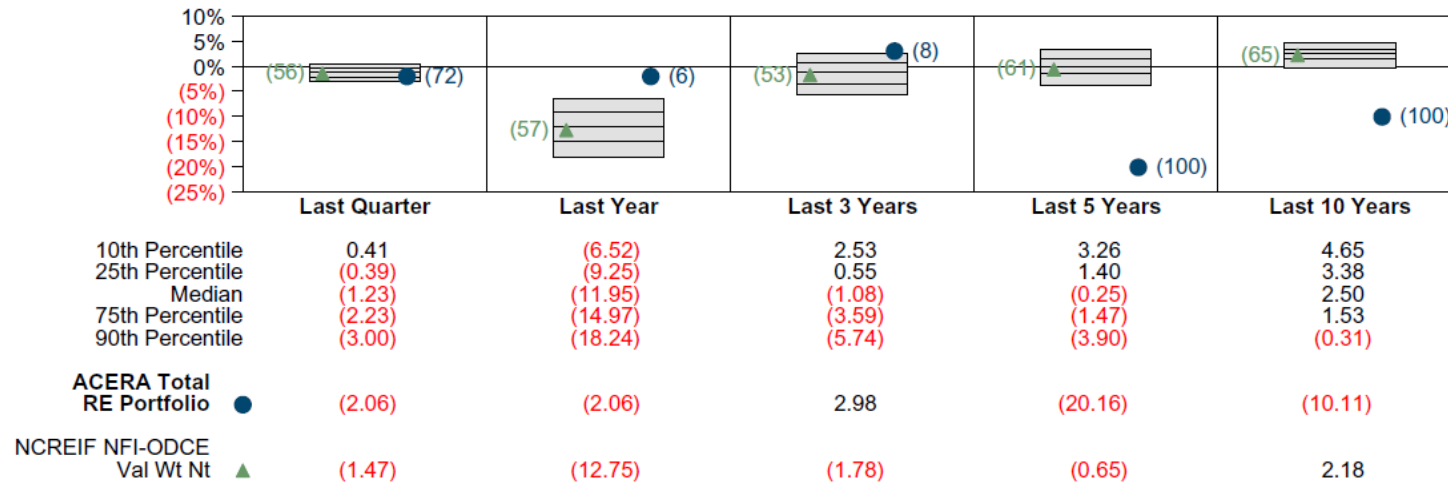 10%
5%
0%
(5%)
(10%)
(15%)
(20%)
(25%)
(56) (72) (57) (6) (53) (8) (61) (100) (65) (100)
Last Quarter Last Year Last 3 Years Last 5 Years Last 10 Years
10th Percentile 0.41 (6.52) 2.53 3.26 4.65
25th Percentile (0.39) (9.25) 0.55 1.40 3.38
Median (1.23) (11.95) (1.08) (0.25) 2.50
75th Percentile (2.23) (14.97) (3.59) (1.47) 1.53
90th Percentile (3.00) (18.24) (5.74) (3.90) (0.31)
ACERA Total
RE Portfolio (2.06) (2.06) 2.98 (20.16) (10.11)
NCREIF NFI-ODCE
Val Wt Nt (1.47) (12.75) (1.78) (0.65) 2.18